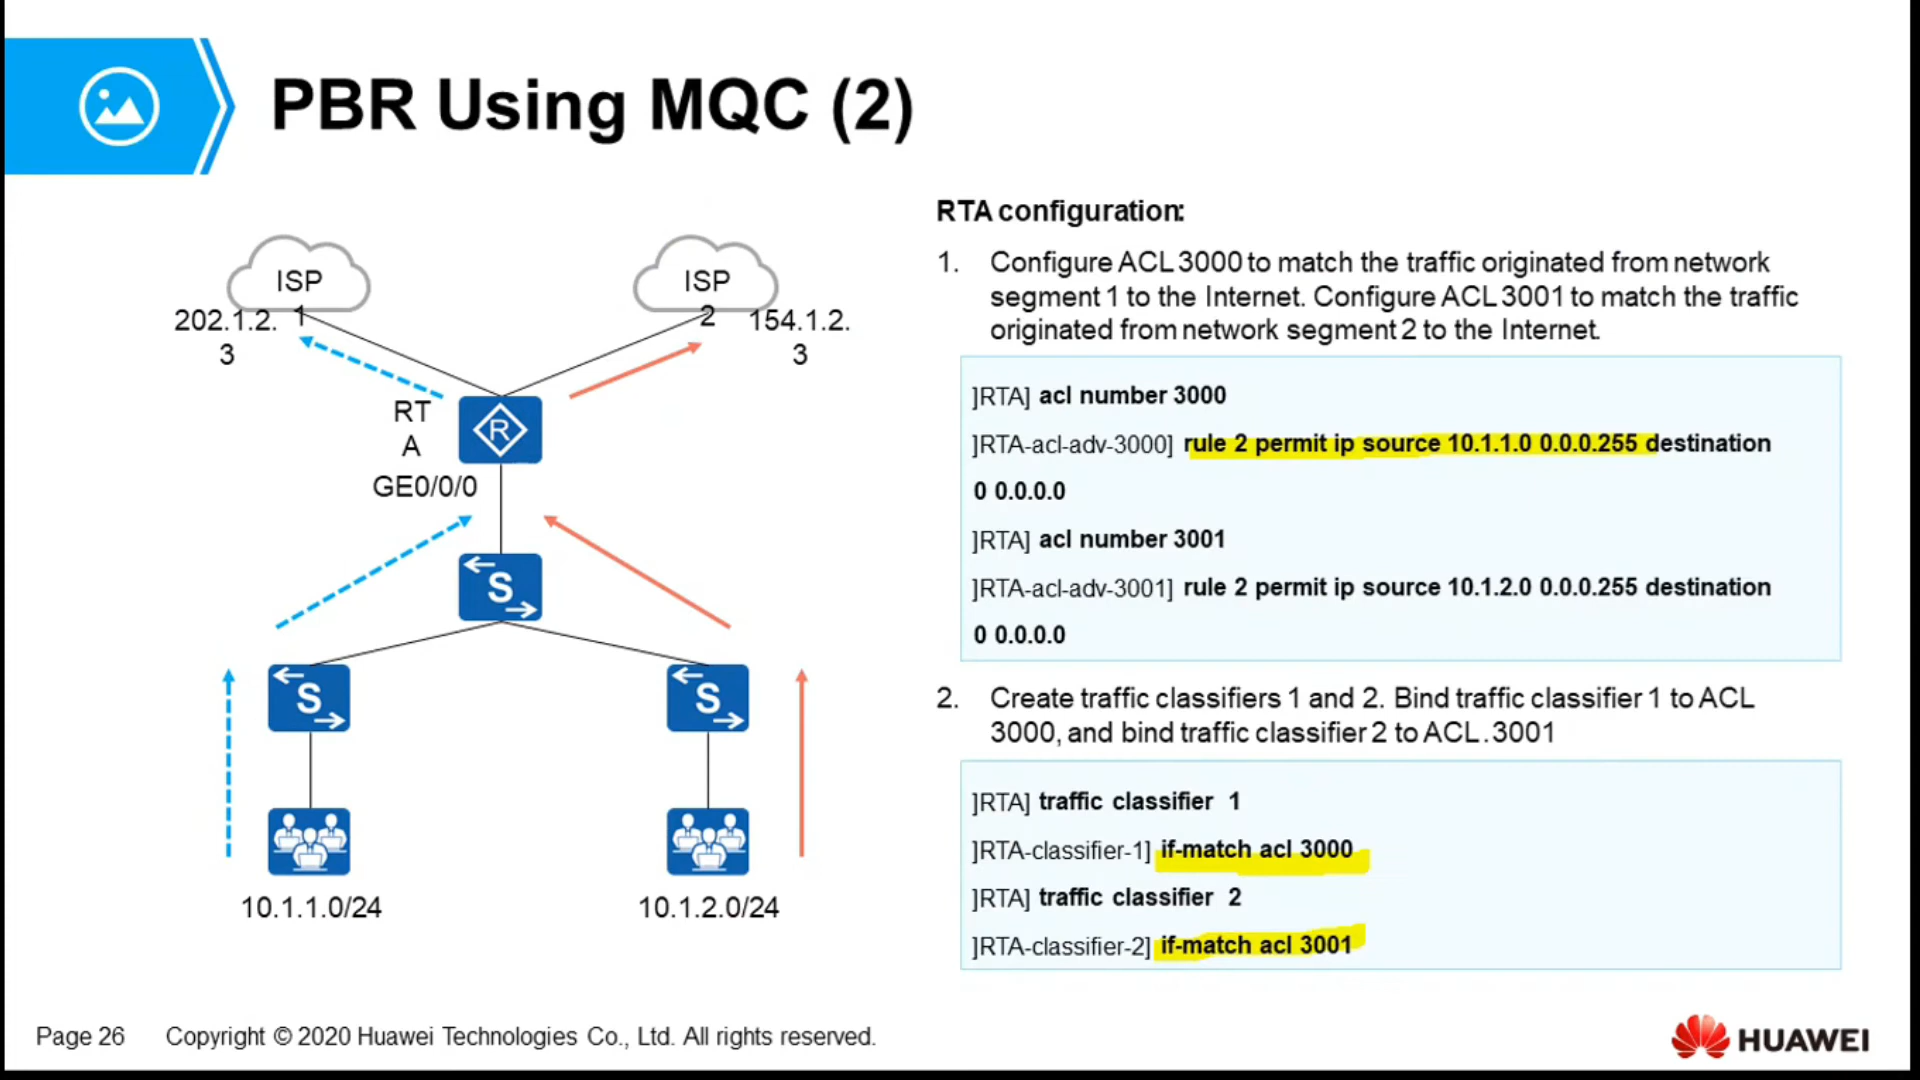 PBR Using MQC (2)
ISP
1
202.1.2.
3
ISP
2
154.1.2.
3
RT
A
GE0/0/0
R
S
S
S
10.1.1.0/24
10.1.2.0/24
RTA configuration:
1. Configure ACL 3000 to match the traffic originated from network
segment 1 to the Internet. Configure ACL 3001 to match the traffic
originated from network segment 2 to the Internet.
]RTA] acl number 3000
]RTA-acl-adv-3000] rule 2 permit ip source 10.1.1.0 0.0.0.255 destination
0 0.0.0.0
]RTA] acl number 3001
]RTA-acl-adv-3001] rule 2 permit ip source 10.1.2.0 0.0.0.255 destination
0 0.0.0.0
2. Create traffic classifiers 1 and 2. Bind traffic classifier 1 to ACL
3000, and bind traffic classifier 2 to ACL .3001
]RTA] traffic classifier 1
]RTA-classifier-1] if-match acl 3000
]RTA] traffic classifier 2
]RTA-classifier-2] if-match acl 3001
Page 26 Copyright © 2020 Huawei Technologies Co., Ltd. All rights reserved.
HUAWEI